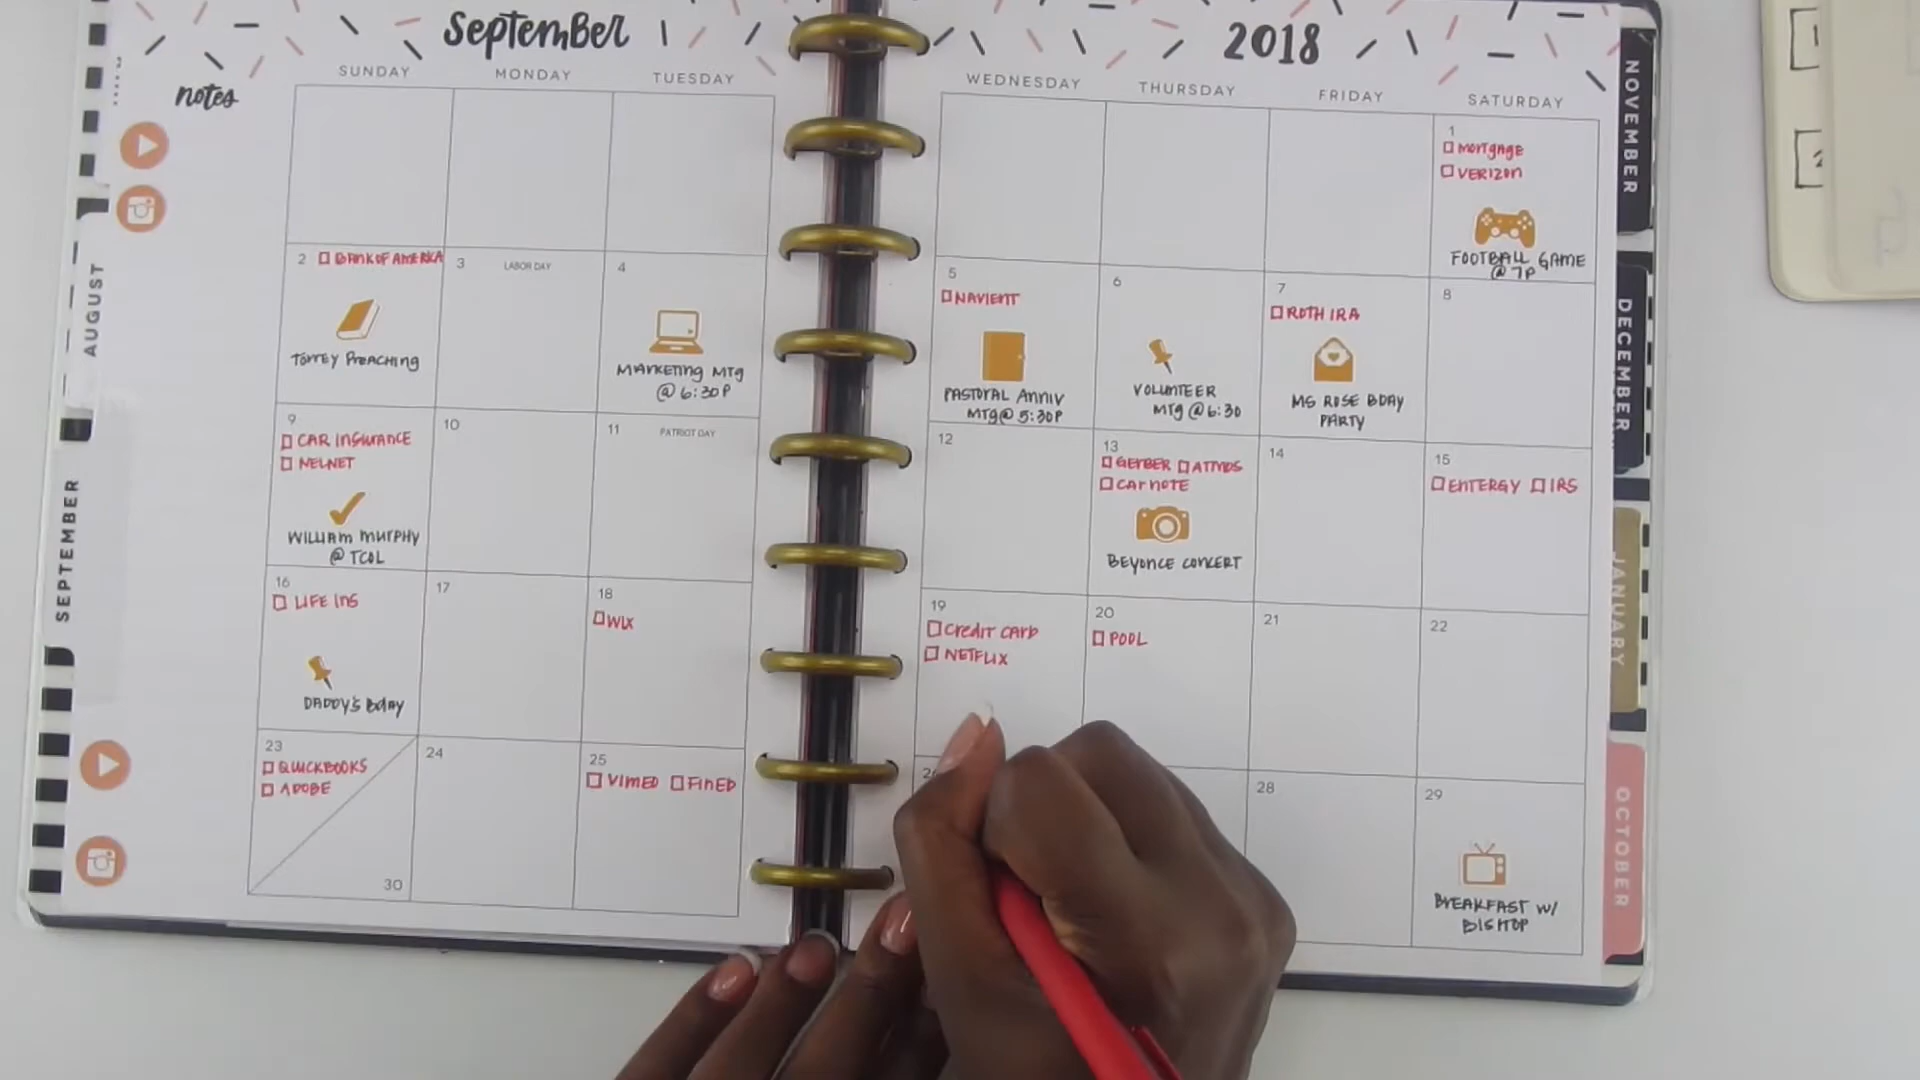 September
2018
notes
SUNDAY
MONDAY
TUESDAY
WEDNESDAY
THURSDAY
FRIDAY
SATURDAY
1
MORTGAGE
VERIZON
FOOTBALL GAME
@ 7P
2
BANK OF AMERICA
TORREY PREACHING
3
LABOR DAY
4
MARKETING MTG
@ 6:30P
5
NAVIENT
PASTORAL ANNIV
MTG @ 5:30P
6
VOLUNTEER
MTG @ 6:30
7
ROTH IRA
MS ROSE BDAY
PARTY
8
9
CAR INSURANCE
NELNET
WILLIAM MURPHY
@ TCOL
10
11
PATRIOT DAY
12
13
GERBER ATMOS
CAR NOTE
BEYONCE CONCERT
14
15
ENTERGY IRS
16
LIFE INS
DADDY'S BDAY
17
18
WIX
19
CREDIT CARD
NETFLIX
20
POOL
21
22
23
QUICKBOOKS
ADOBE
30
24
25
VIMEO FINED
28
29
BREAKFAST W/
BISHOP
AUGUST
SEPTEMBER
NOVEMBER
DECEMBER
JANUARY
OCTOBER